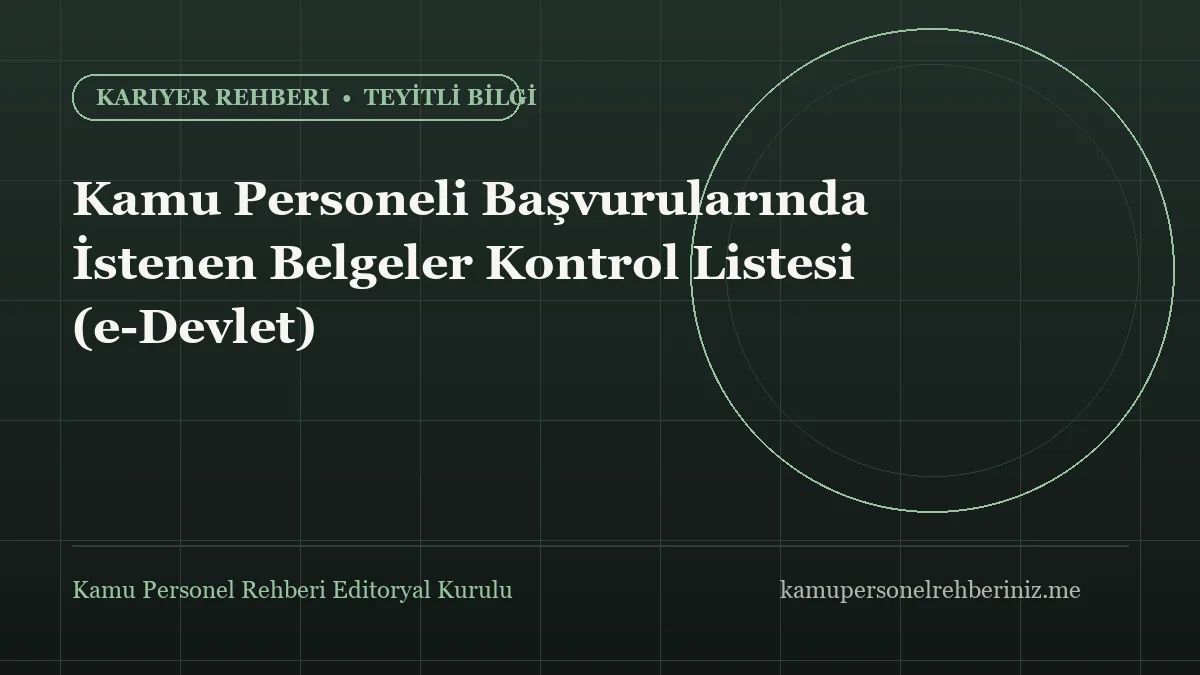 KARIYER REHBERI • TEYİTLİ BİLGİ
Kamu Personeli Başvurularında
İstenen Belgeler Kontrol Listesi
(e-Devlet)
Kamu Personel Rehberi Editoryal Kurulu
kamupersonelrehberiniz.me